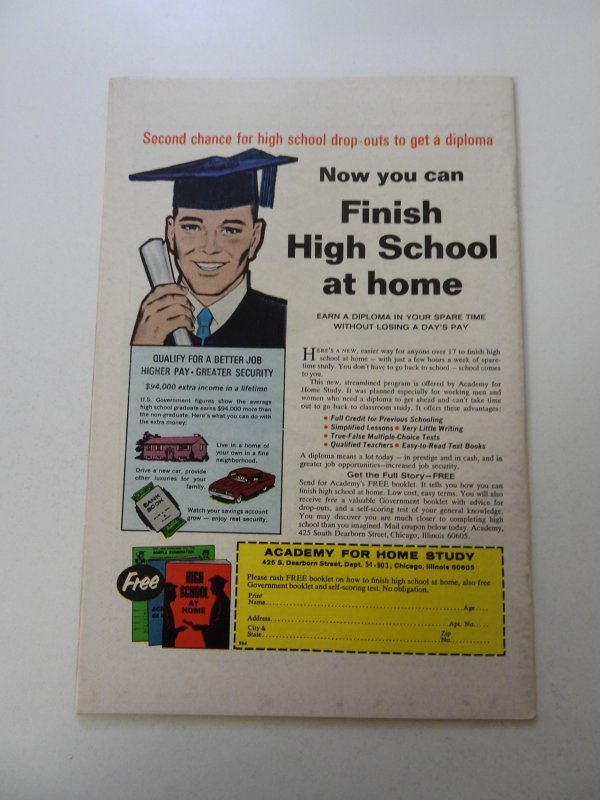 Second chance for high school drop-outs to get a diploma
Now you can
Finish
High School
at home
EARN A DIPLOMA IN YOUR SPARE TIME
WITHOUT LOSING A DAY'S PAY
QUALIFY FOR A BETTER JOB
HIGHER PAY • GREATER SECURITY
$94,000 extra income in a lifetime
U.S. Government figures show the average
high school graduate earns $94,000 more than
the non-graduate. Here's what you can do with
the extra money:
Live in a home of
your own in a fine
neighborhood.
Drive a new car, provide
other luxuries for your
family.
BANK
BOOK
Watch your savings account
grow — enjoy real security.
HERE'S A NEW, easier way for anyone over 17 to finish high
school at home — with just a few hours a week of spare-
time study. You don't have to go back to school — school comes
to you.
This new, streamlined program is offered by Academy for
Home Study. It was planned especially for working men and
women who need a diploma to get ahead and can't take time
out to go back to classroom study. It offers these advantages:
• Full Credit for Previous Schooling
• Simplified Lessons • Very Little Writing
• True-False Multiple-Choice Tests
• Qualified Teachers • Easy-to-Read Text Books
A diploma means a lot today — in prestige and in cash, and in
greater job opportunities—increased job security.
Get the Full Story—FREE
Send for Academy's FREE booklet. It tells you how you can
finish high school at home. Low cost, easy terms. You will also
receive free a valuable Government booklet with advice for
drop-outs, and a self-scoring test of your general knowledge.
You may discover you are much closer to completing high
school than you imagined. Mail coupon below today. Academy,
425 South Dearborn Street, Chicago, Illinois 60605.
Free
SAMPLE EXAMINATION
HIGH
SCHOOL
AT
HOME
ACADEMY FOR HOME STUDY
425 S. Dearborn Street, Dept. 54-903, Chicago, Illinois 60605
Please rush FREE booklet on how to finish high school at home, also free
Government booklet and self-scoring test. No obligation.
Print
Name Age
Address Apt. No.
City &
State Zip
No.